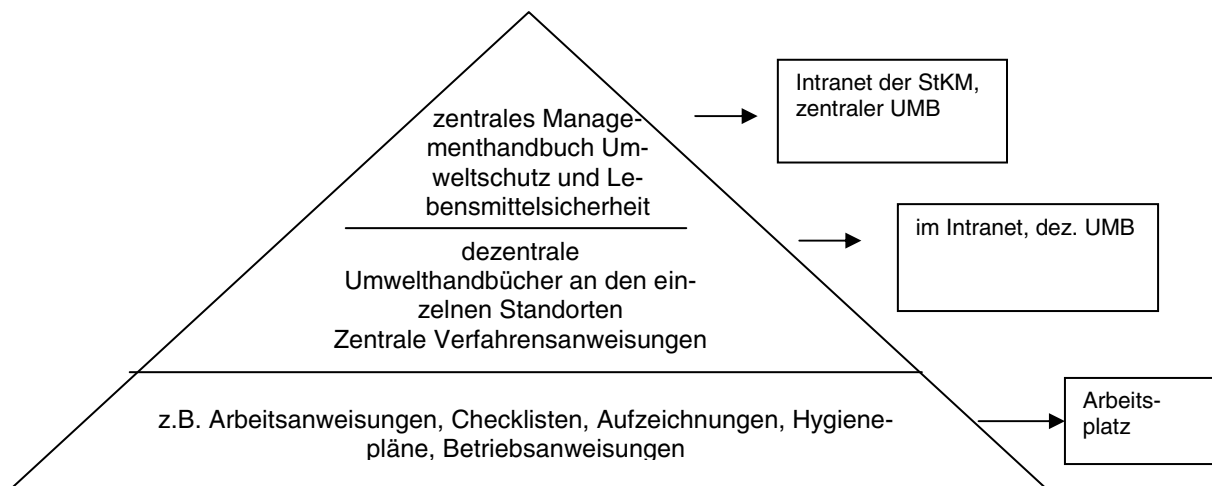 Intranet der StKM,
zentraler UMB
zentrales Manage-
menthandbuch Um-
weltschutz und Le-
bensmittelsicherheit
im Intranet, dez. UMB
dezentrale
Umwelthandbücher an den ein-
zelnen Standorten
Zentrale Verfahrensanweisungen
Arbeits-
platz
z.B. Arbeitsanweisungen, Checklisten, Aufzeichnungen, Hygiene-
pläne, Betriebsanweisungen